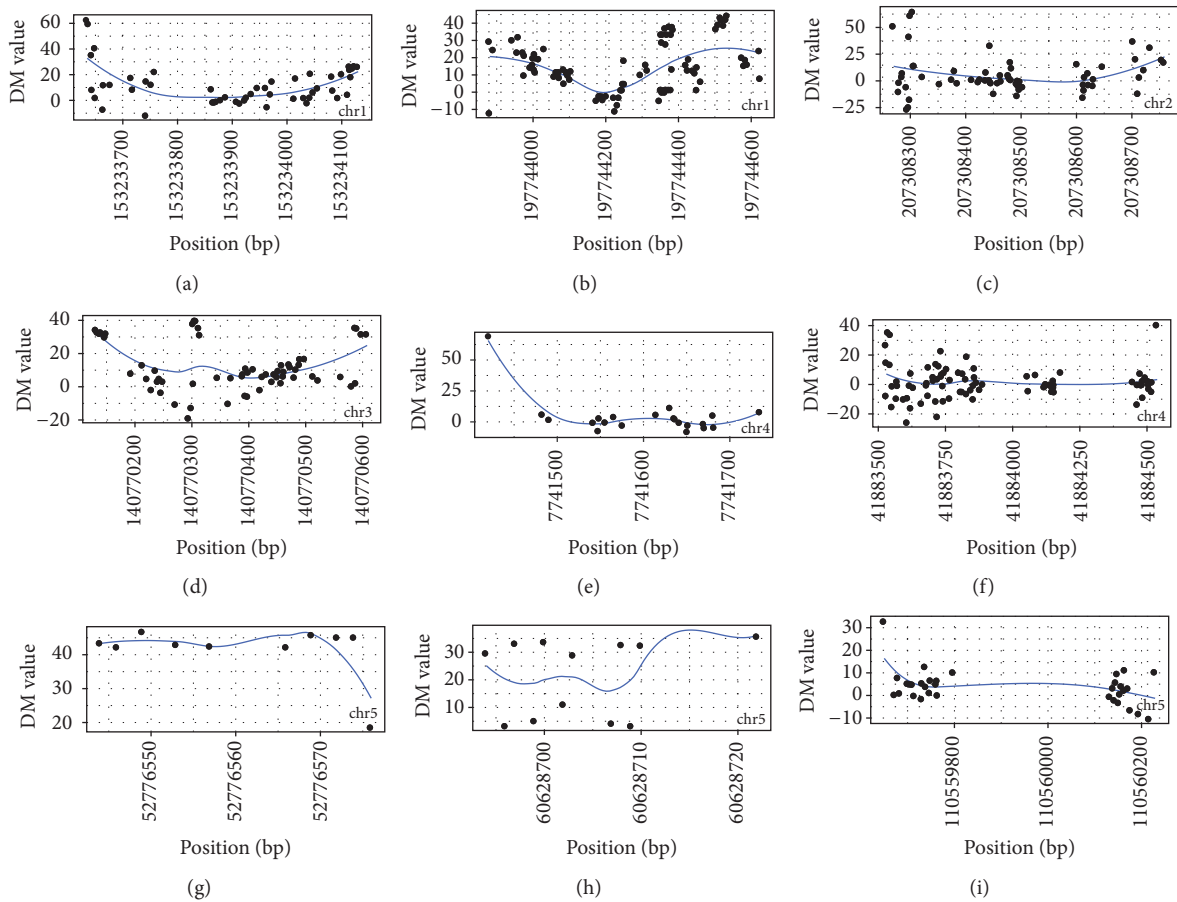 DM value
60
40
20
0
chr1
153233700
153233800
153233900
153234000
153234100
Position (bp)
(a)
DM value
40
30
20
10
0
−10
chr1
197744000
197744200
197744400
197744600
Position (bp)
(b)
DM value
50
25
0
−25
chr2
207308300
207308400
207308500
207308600
207308700
Position (bp)
(c)
DM value
40
20
0
−20
chr3
140770200
140770300
140770400
140770500
140770600
Position (bp)
(d)
DM value
50
25
0
chr4
7741500
7741600
7741700
Position (bp)
(e)
DM value
40
20
0
−20
chr4
41883500
41883750
41884000
41884250
41884500
Position (bp)
(f)
DM value
40
30
20
chr5
52776550
52776560
52776570
Position (bp)
(g)
DM value
30
20
10
chr5
60628700
60628710
60628720
Position (bp)
(h)
DM value
30
20
10
0
−10
chr5
110559800
110560000
110560200
Position (bp)
(i)